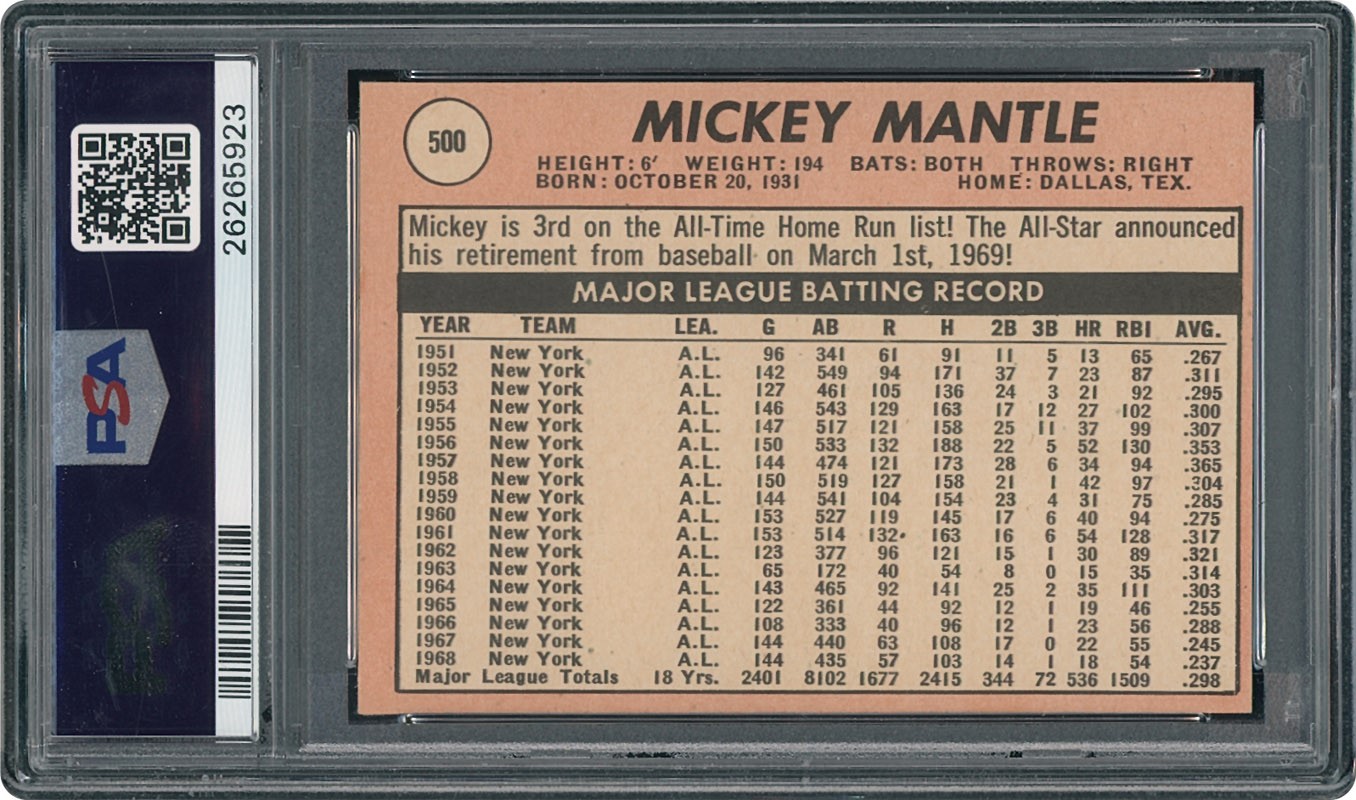 26265923
PSA
500
MICKEY MANTLE
HEIGHT: 6' WEIGHT: 194 BATS: BOTH THROWS: RIGHT
BORN: OCTOBER 20, 1931 HOME: DALLAS, TEX.
Mickey is 3rd on the All-Time Home Run list! The All-Star announced
his retirement from baseball on March 1st, 1969!
MAJOR LEAGUE BATTING RECORD
YEAR TEAM LEA. G AB R H 2B 3B HR RBI AVG.
1951 New York A.L. 96 341 61 91 11 5 13 65 .267
1952 New York A.L. 142 549 94 171 37 7 23 87 .311
1953 New York A.L. 127 461 105 136 24 3 21 92 .295
1954 New York A.L. 146 543 129 163 17 12 27 102 .300
1955 New York A.L. 147 517 121 158 25 11 37 99 .307
1956 New York A.L. 150 533 132 188 22 5 52 130 .353
1957 New York A.L. 144 474 121 173 28 6 34 94 .365
1958 New York A.L. 150 519 127 158 21 1 42 97 .304
1959 New York A.L. 144 541 104 154 23 4 31 75 .285
1960 New York A.L. 153 527 119 145 17 6 40 94 .275
1961 New York A.L. 153 514 132 163 16 6 54 128 .317
1962 New York A.L. 123 377 96 121 15 1 30 89 .321
1963 New York A.L. 65 172 40 54 8 0 15 35 .314
1964 New York A.L. 143 465 92 141 25 2 35 111 .303
1965 New York A.L. 122 361 44 92 12 1 19 46 .255
1966 New York A.L. 108 333 40 96 12 1 23 56 .288
1967 New York A.L. 144 440 63 108 17 0 22 55 .245
1968 New York A.L. 144 435 57 103 14 1 18 54 .237
Major League Totals 18 Yrs. 2401 8102 1677 2415 344 72 536 1509 .298